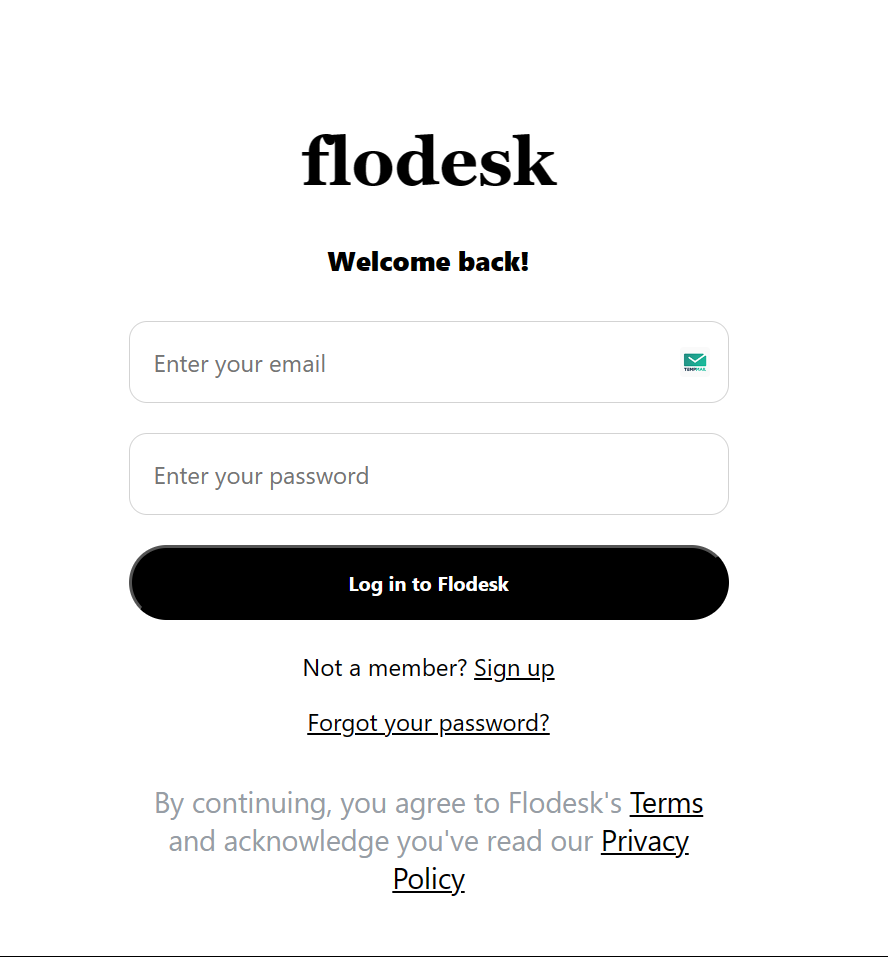 flodesk
Welcome back!
Enter your email
TEMPMAIL
Enter your password
Log in to Flodesk
Not a member? Sign up
Forgot your password?
By continuing, you agree to Flodesk's Terms
and acknowledge you've read our Privacy
Policy